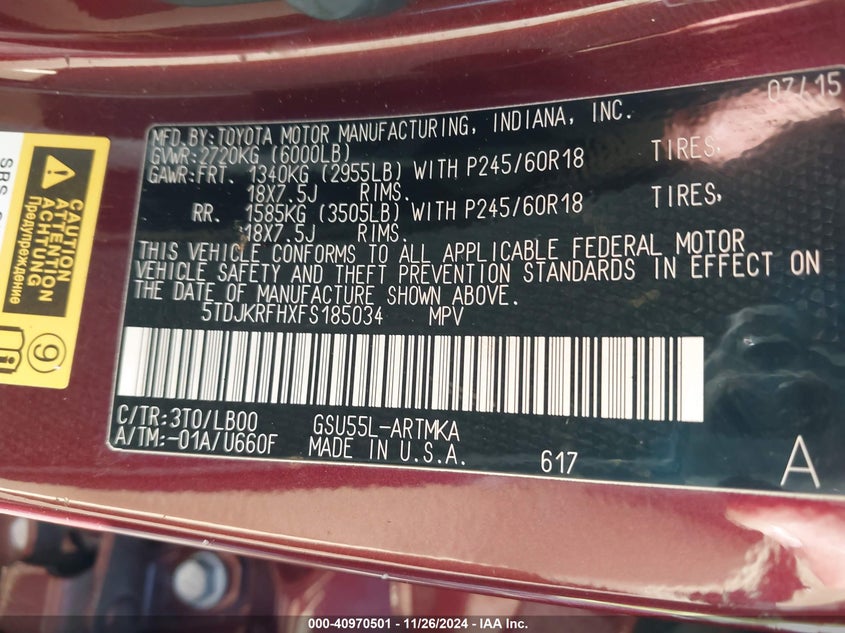 07/15
MFD.BY:TOYOTA MOTOR MANUFACTURING, INDIANA, INC.
GVWR:2720KG (6000LB)
GAWR:FRT. 1340KG (2955LB) WITH P245/60R18 TIRES,
18X7.5J RIMS.
RR. 1585KG (3505LB) WITH P245/60R18 TIRES,
18X7.5J RIMS.
THIS VEHICLE CONFORMS TO ALL APPLICABLE FEDERAL MOTOR
VEHICLE SAFETY AND THEFT PREVENTION STANDARDS IN EFFECT ON
THE DATE OF MANUFACTURE SHOWN ABOVE.
5TDJKRFHXFS185034 MPV
C/TR:3T0/LB00 GSU55L-ARTMKA
A/TM:-01A/U660F MADE IN U.S.A. 617 A
CAUTION
ATTENTION
ACHTUNG
Предупреждение
9
SRS
000-40970501 - 11/26/2024 - IAA Inc.